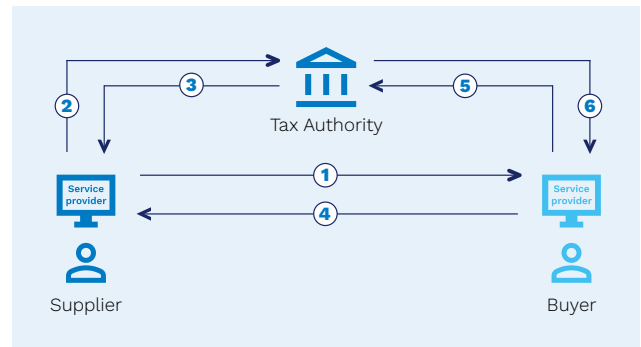 3
5
2
6
Tax Authority
1
Service
provider
Service
provider
4
Supplier
Buyer